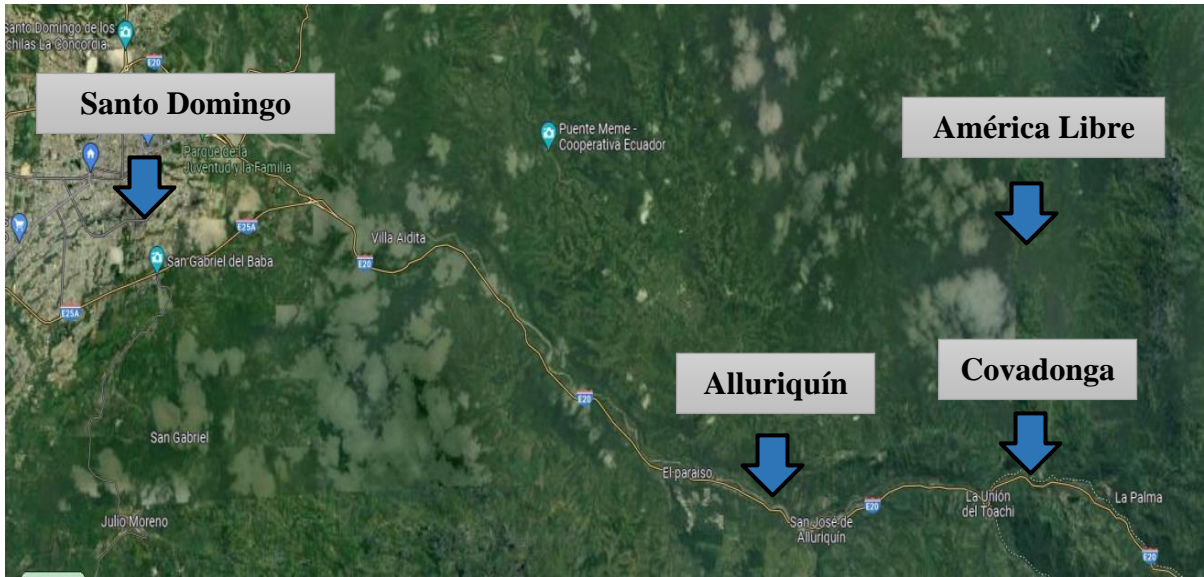 Santo Domingo de los
chilas La Concordia
E20
Santo Domingo
América Libre
Puente Meme -
Cooperativa Ecuador
Parque de la
Juventud y la Familia
E25A
Villa Aidita
San Gabriel del Baba
E20
E25A
Alluriquín
Covadonga
E20
San Gabriel
El paraiso
La Unión
del Toachi
La Palma
E20
Julio Moreno
San José de
Alluriquín
E20